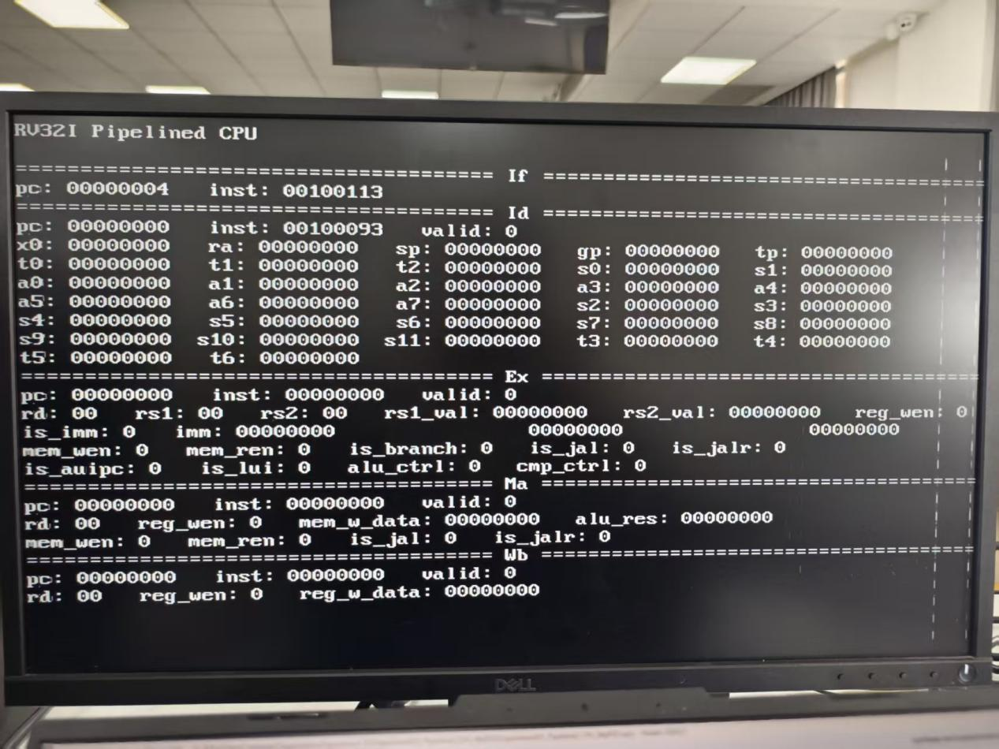 RV32I Pipelined CPU
================================== If ==================================
pc: 00000004 inst: 00100113
================================== Id ==================================
pc: 00000000 inst: 00100093 valid: 0
x0: 00000000 ra: 00000000 sp: 00000000 gp: 00000000 tp: 00000000
t0: 00000000 t1: 00000000 t2: 00000000 s0: 00000000 s1: 00000000
a0: 00000000 a1: 00000000 a2: 00000000 a3: 00000000 a4: 00000000
a5: 00000000 a6: 00000000 a7: 00000000 s2: 00000000 s3: 00000000
s4: 00000000 s5: 00000000 s6: 00000000 s7: 00000000 s8: 00000000
s9: 00000000 s10: 00000000 s11: 00000000 t3: 00000000 t4: 00000000
t5: 00000000 t6: 00000000
================================== Ex ==================================
pc: 00000000 inst: 00000000 valid: 0
rd: 00 rs1: 00 rs2: 00 rs1_val: 00000000 rs2_val: 00000000 reg_wen: 0
is_imm: 0 imm: 00000000 00000000 00000000
mem_wen: 0 mem_ren: 0 is_branch: 0 is_jal: 0 is_jalr: 0
is_auipc: 0 is_lui: 0 alu_ctrl: 0 cmp_ctrl: 0
================================== Ma ==================================
pc: 00000000 inst: 00000000 valid: 0
rd: 00 reg_wen: 0 mem_w_data: 00000000 alu_res: 00000000
mem_wen: 0 mem_ren: 0 is_jal: 0 is_jalr: 0
================================== Wb ==================================
pc: 00000000 inst: 00000000 valid: 0
rd: 00 reg_wen: 0 reg_w_data: 00000000
DELL